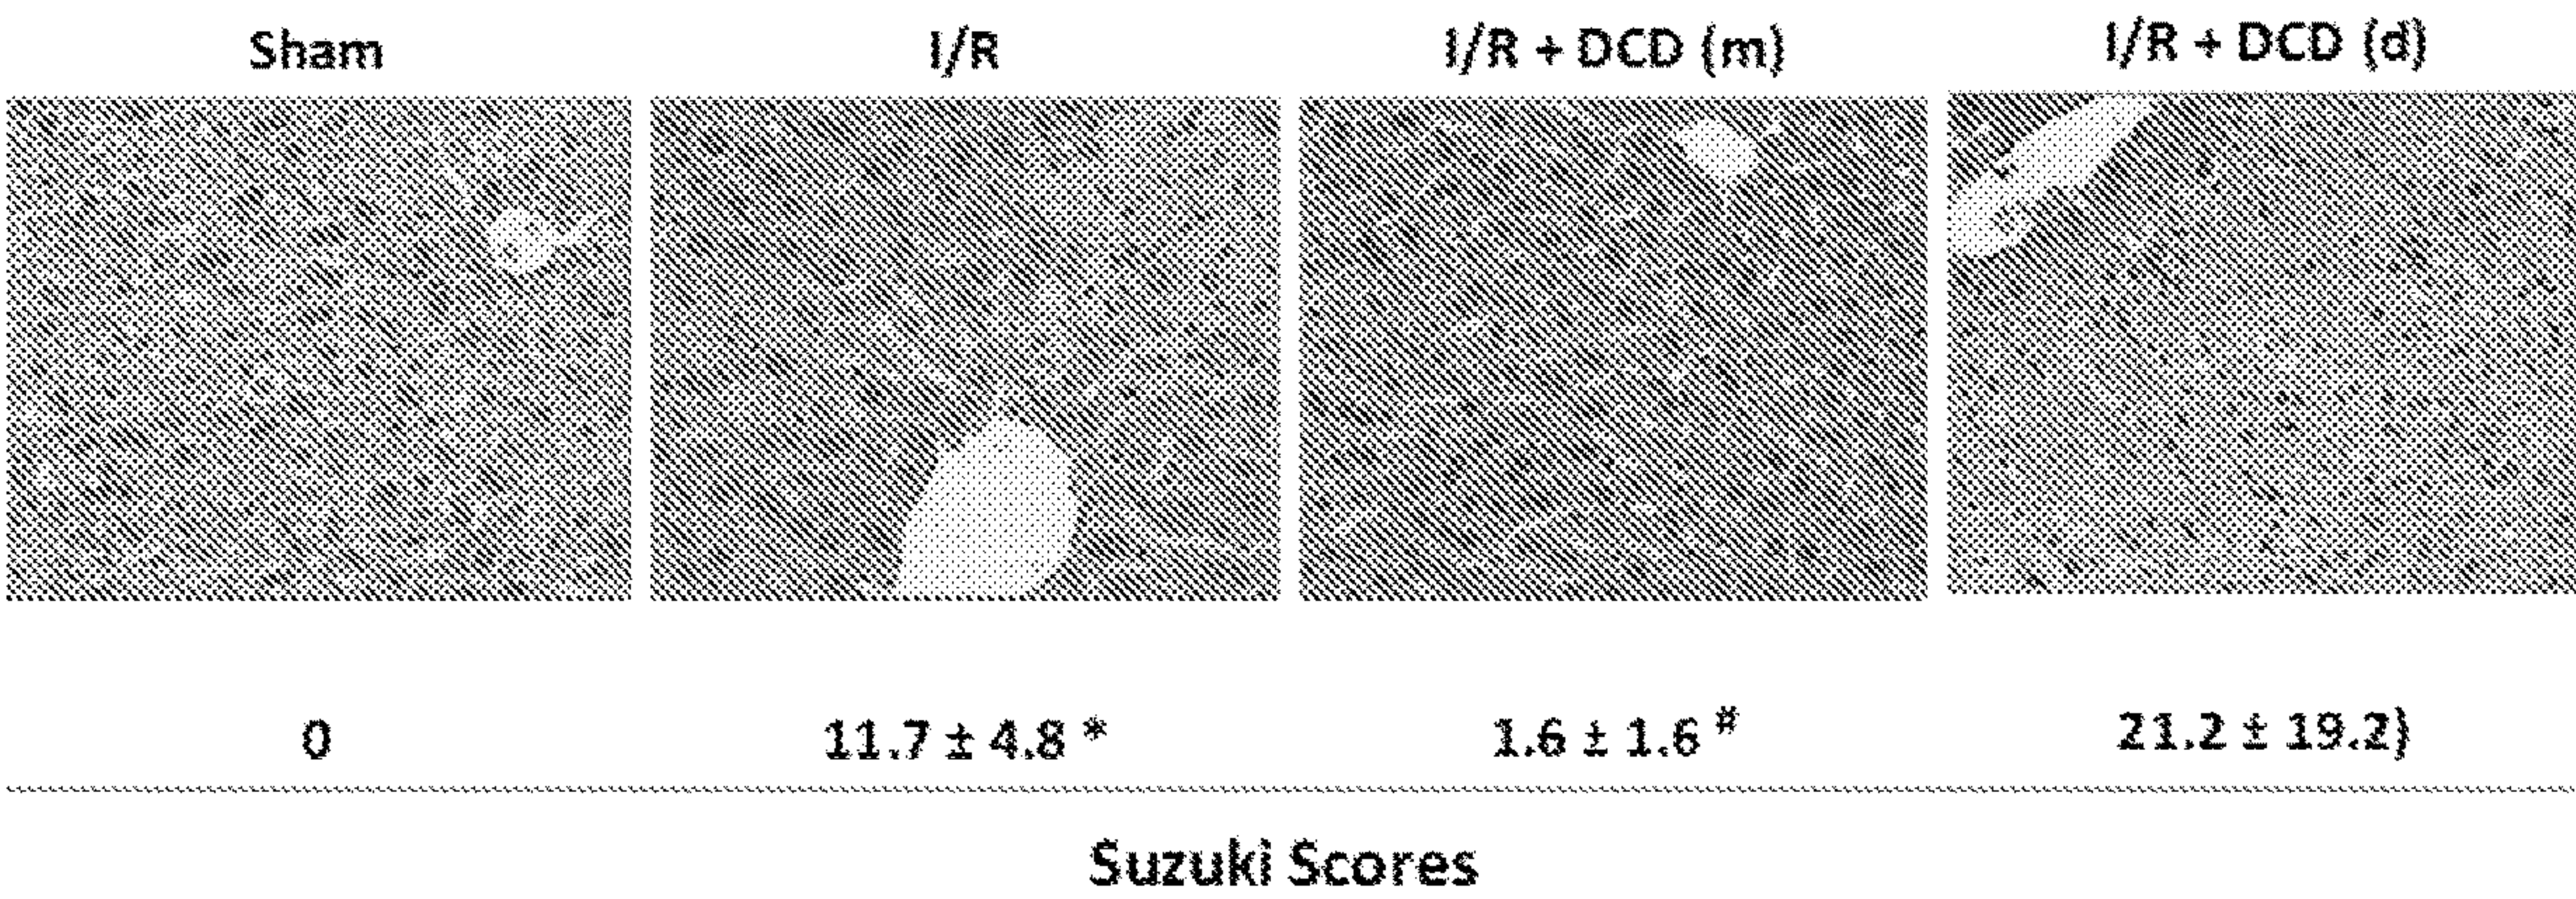 Sham I/R I/R + DCD (m) I/R + DCD (d)
0 11.7 ± 4.8 * 1.6 ± 1.6 # 21.2 ± 19.2)
Suzuki Scores